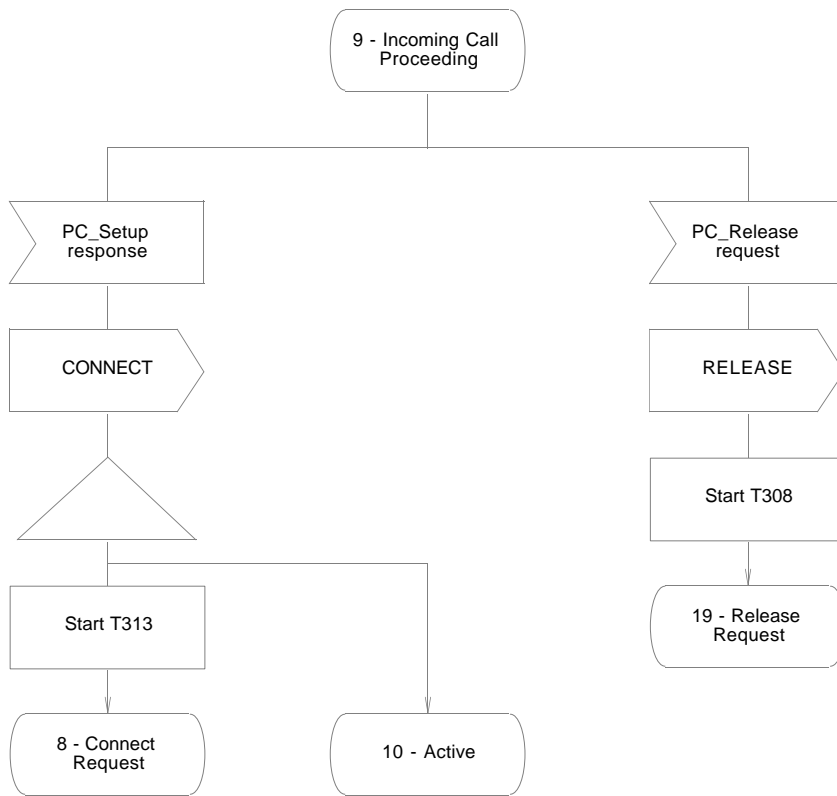 9 - Incoming Call
Proceeding
PC_Setup
response
PC_Release
request
CONNECT
RELEASE
Start T308
Start T313
19 - Release
Request
8 - Connect
Request
10 - Active